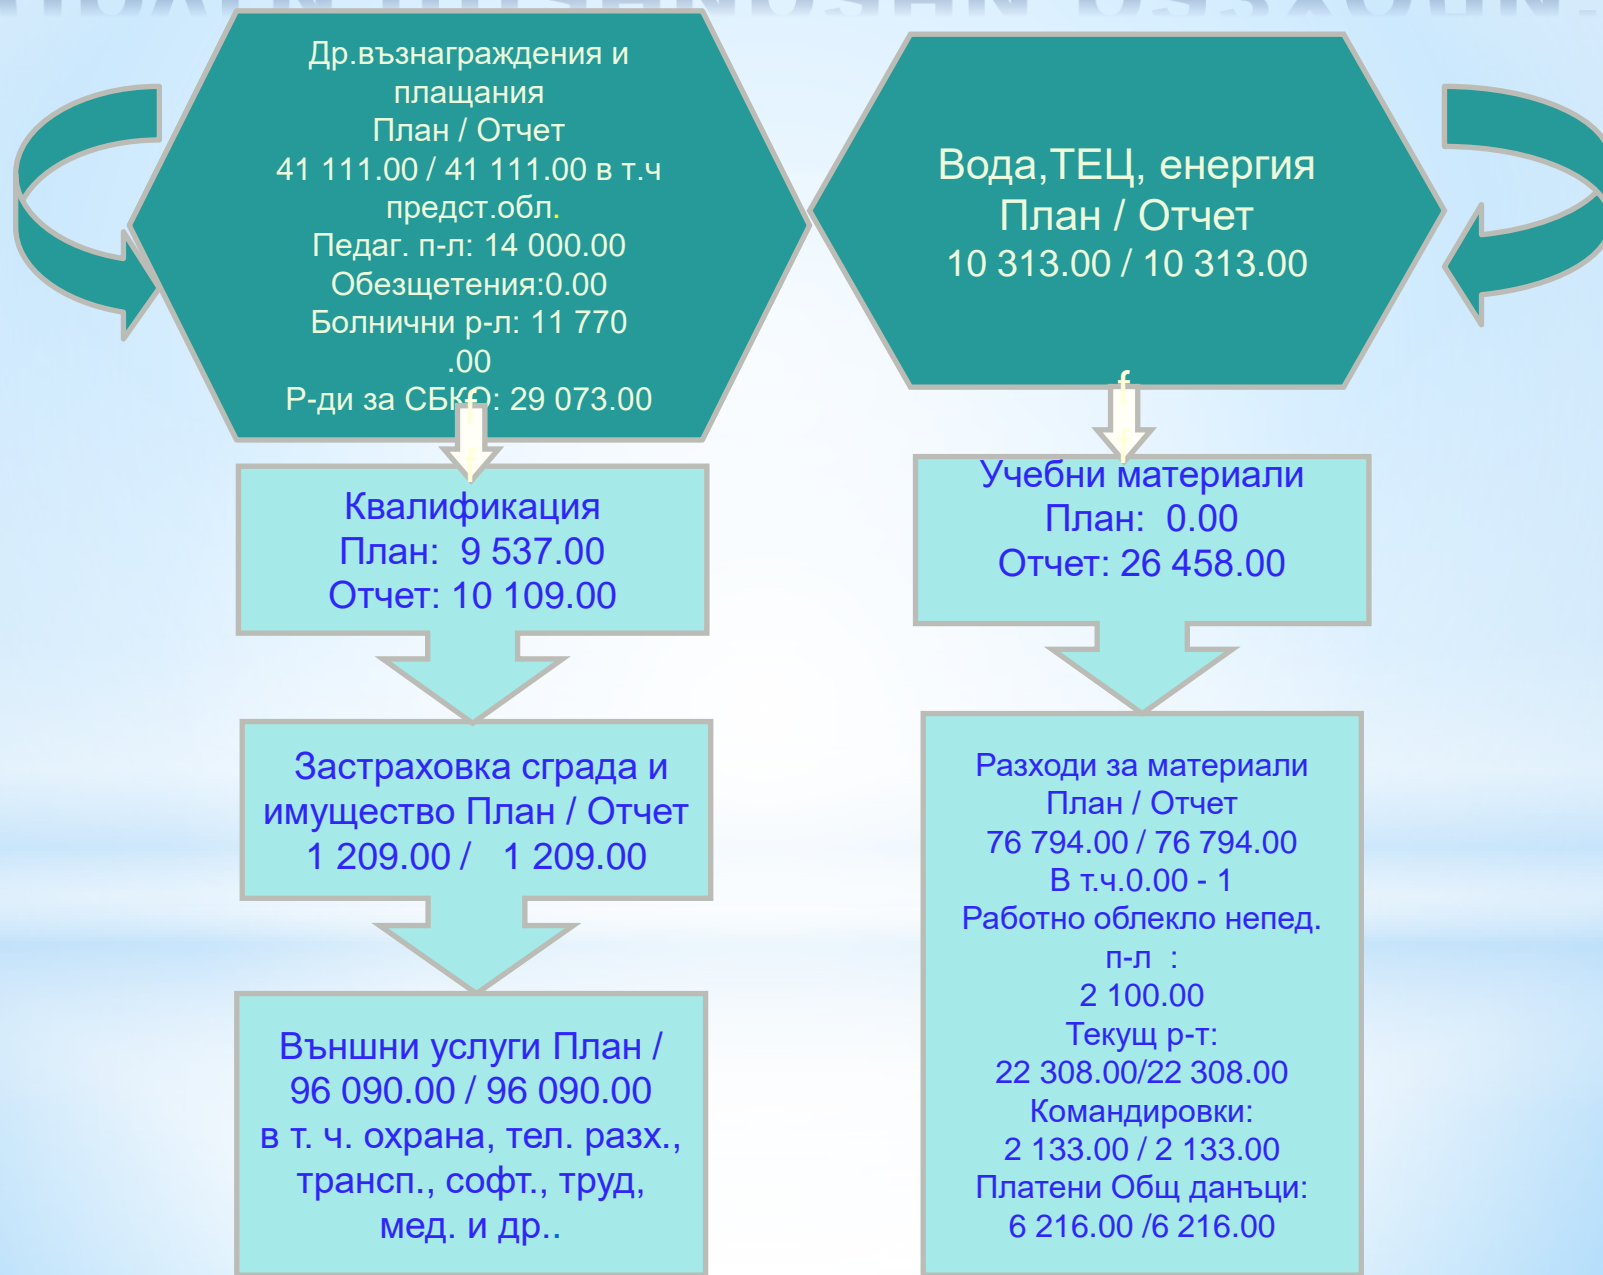 Др.възнаграждения и
плащания
План / Отчет
41 111.00 / 41 111.00 в т.ч
предст.обл.
Педаг. п-л: 14 000.00
Обезщетения:0.00
Болнични р-л: 11 770
.00
Р-ди за СБКО: 29 073.00
Квалификация
План: 9 537.00
Отчет: 10 109.00
Застраховка сграда и
имущество План / Отчет
1 209.00 / 1 209.00
Външни услуги План /
96 090.00 / 96 090.00
в т. ч. охрана, тел. разх.,
трансп., софт., труд,
мед. и др..
Вода,ТЕЦ, енергия
План / Отчет
10 313.00 / 10 313.00
Учебни материали
План: 0.00
Отчет: 26 458.00
Разходи за материали
План / Отчет
76 794.00 / 76 794.00
В т.ч.0.00 - 1
Работно облекло непед.
п-л :
2 100.00
Текущ р-т:
22 308.00/22 308.00
Командировки:
2 133.00 / 2 133.00
Платени Общ данъци:
6 216.00 /6 216.00